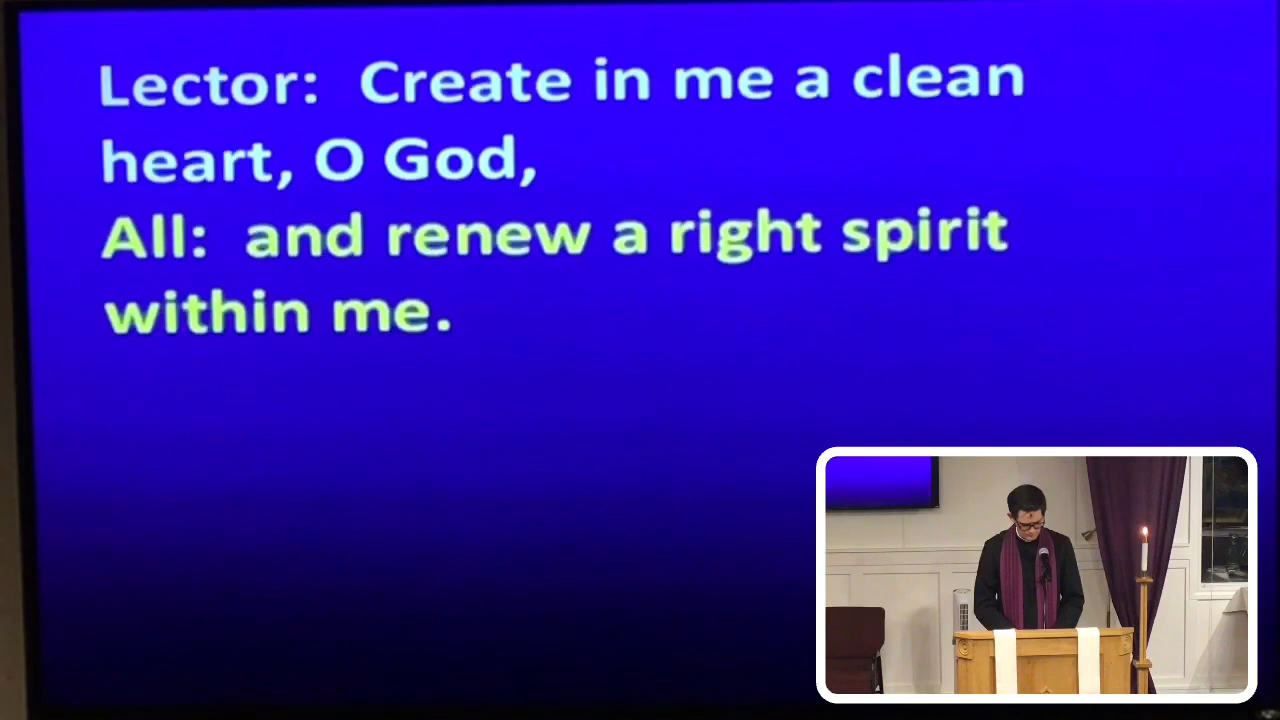 Lector:  Create in me a clean
heart, O God,
All:  and renew a right spirit
within me.